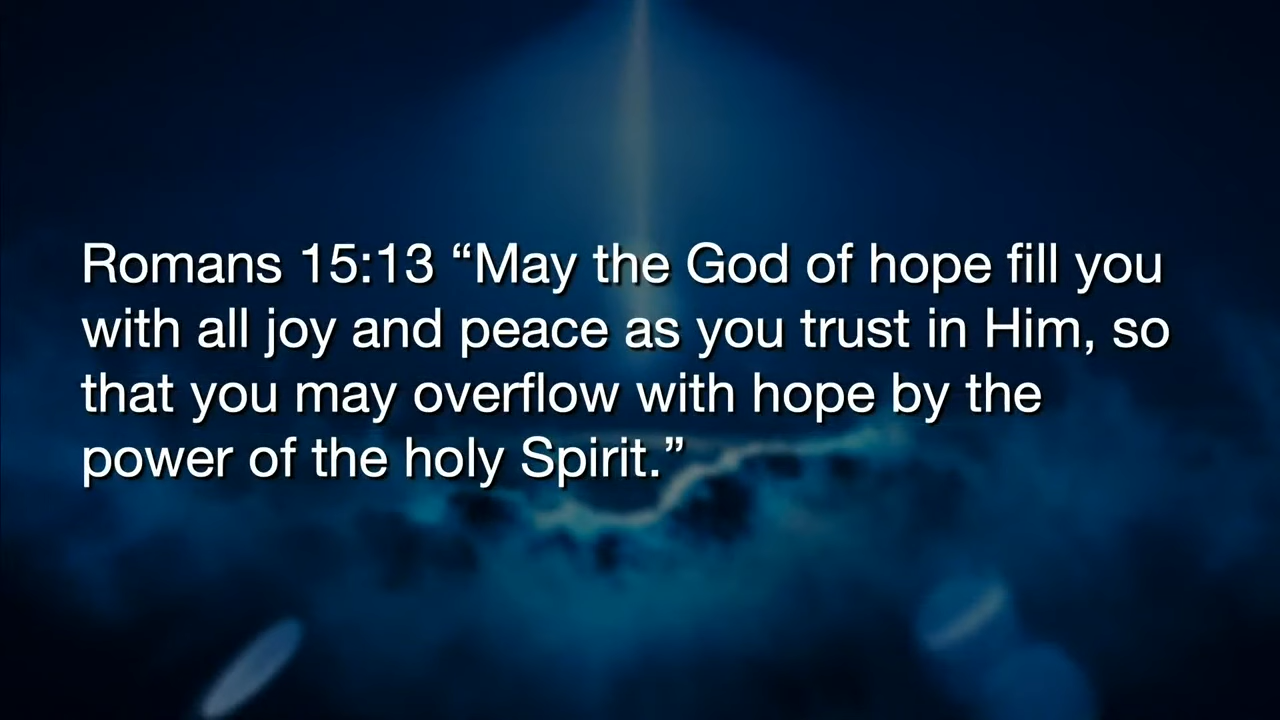 Romans 15:13 “May the God of hope fill you
with all joy and peace as you trust in Him, so
that you may overflow with hope by the
power of the holy Spirit.”